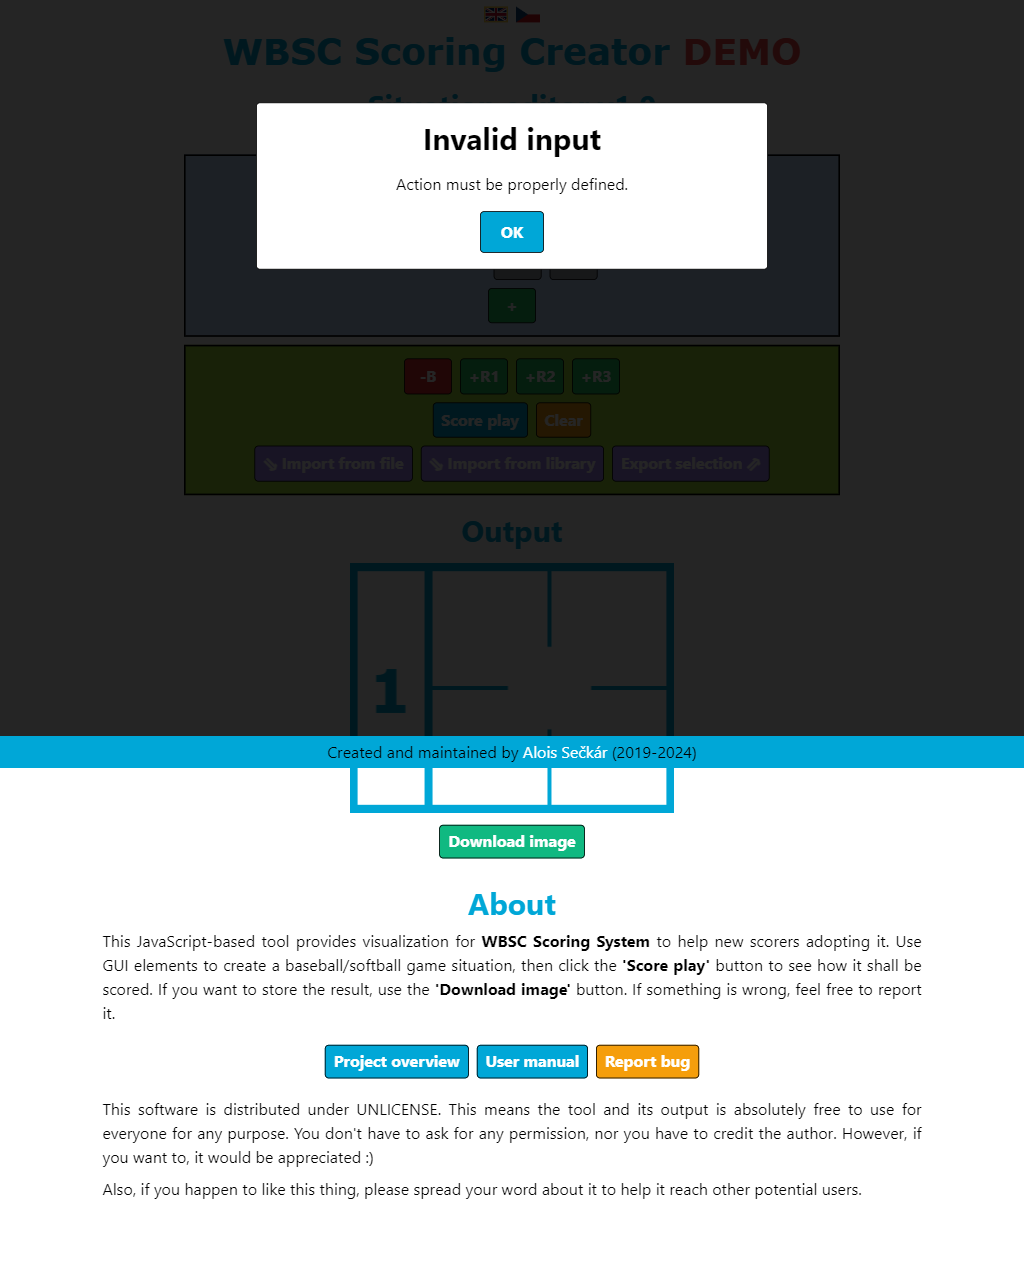 WBSC Scoring Creator DEMO
Invalid input
Action must be properly defined.
OK
+
-B +R1 +R2 +R3
Score play Clear
⇘ Import from file ⇘ Import from library Export selection ⇗
Output
1
Created and maintained by Alois Sečkár (2019-2024)
Download image
About
This JavaScript-based tool provides visualization for WBSC Scoring System to help new scorers adopting it. Use
GUI elements to create a baseball/softball game situation, then click the 'Score play' button to see how it shall be
scored. If you want to store the result, use the 'Download image' button. If something is wrong, feel free to report
it.
Project overview User manual Report bug
This software is distributed under UNLICENSE. This means the tool and its output is absolutely free to use for
everyone for any purpose. You don't have to ask for any permission, nor you have to credit the author. However, if
you want to, it would be appreciated :)
Also, if you happen to like this thing, please spread your word about it to help it reach other potential users.